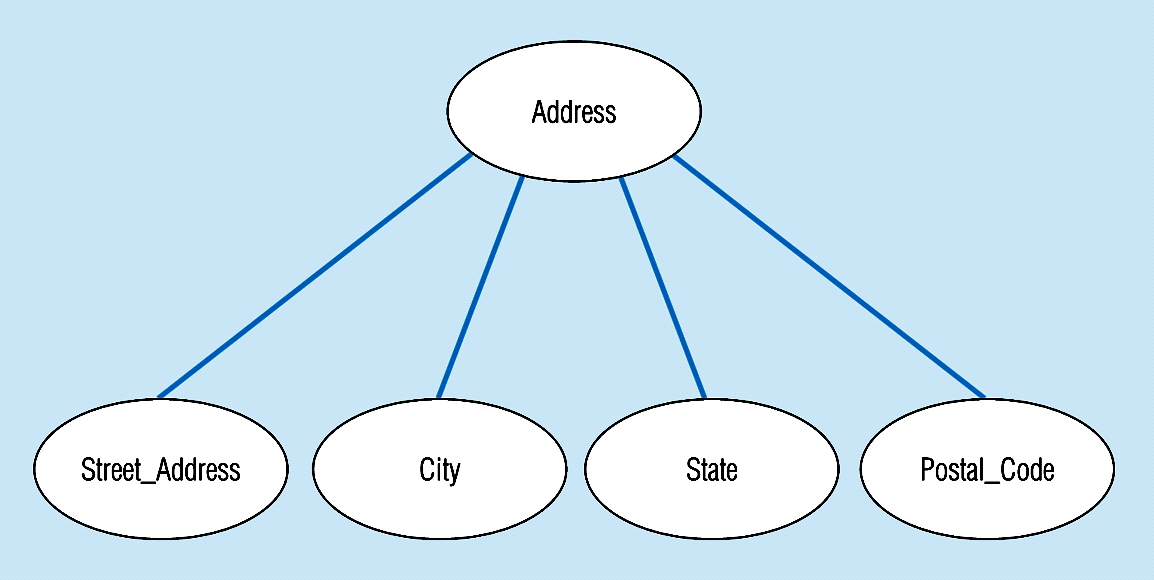 Address
Street_Address
City
State
Postal_Code